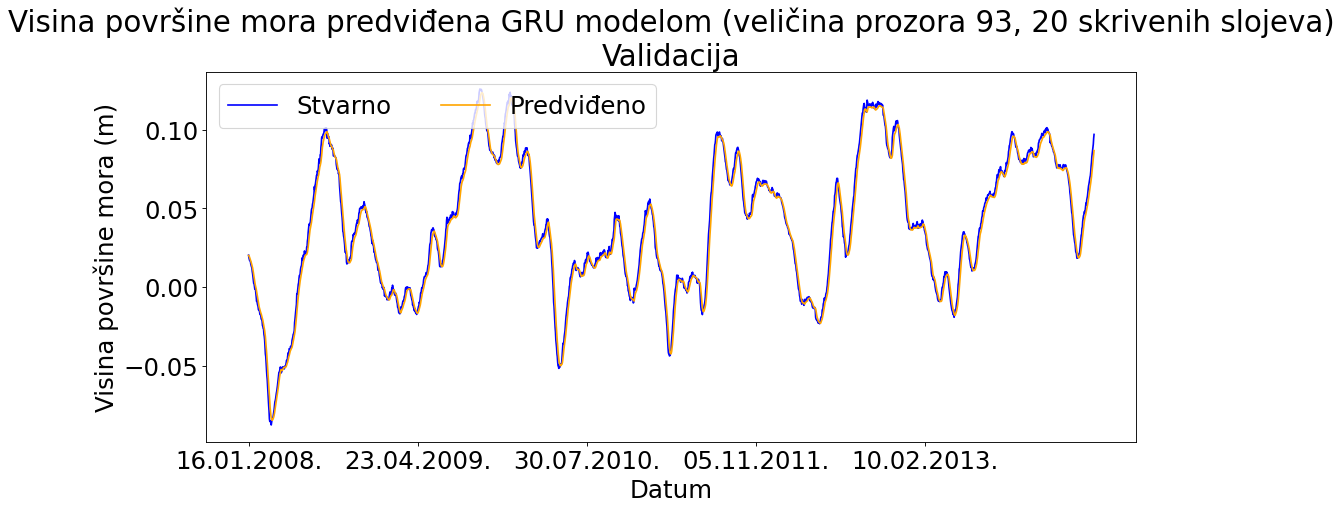 Visina površine mora predviđena GRU modelom (veličina prozora 93, 20 skrivenih slojeva)
Validacija
Stvarno
Predviđeno
Visina površine mora (m)
0.10
0.05
0.00
−0.05
16.01.2008.
23.04.2009.
30.07.2010.
05.11.2011.
10.02.2013.
Datum